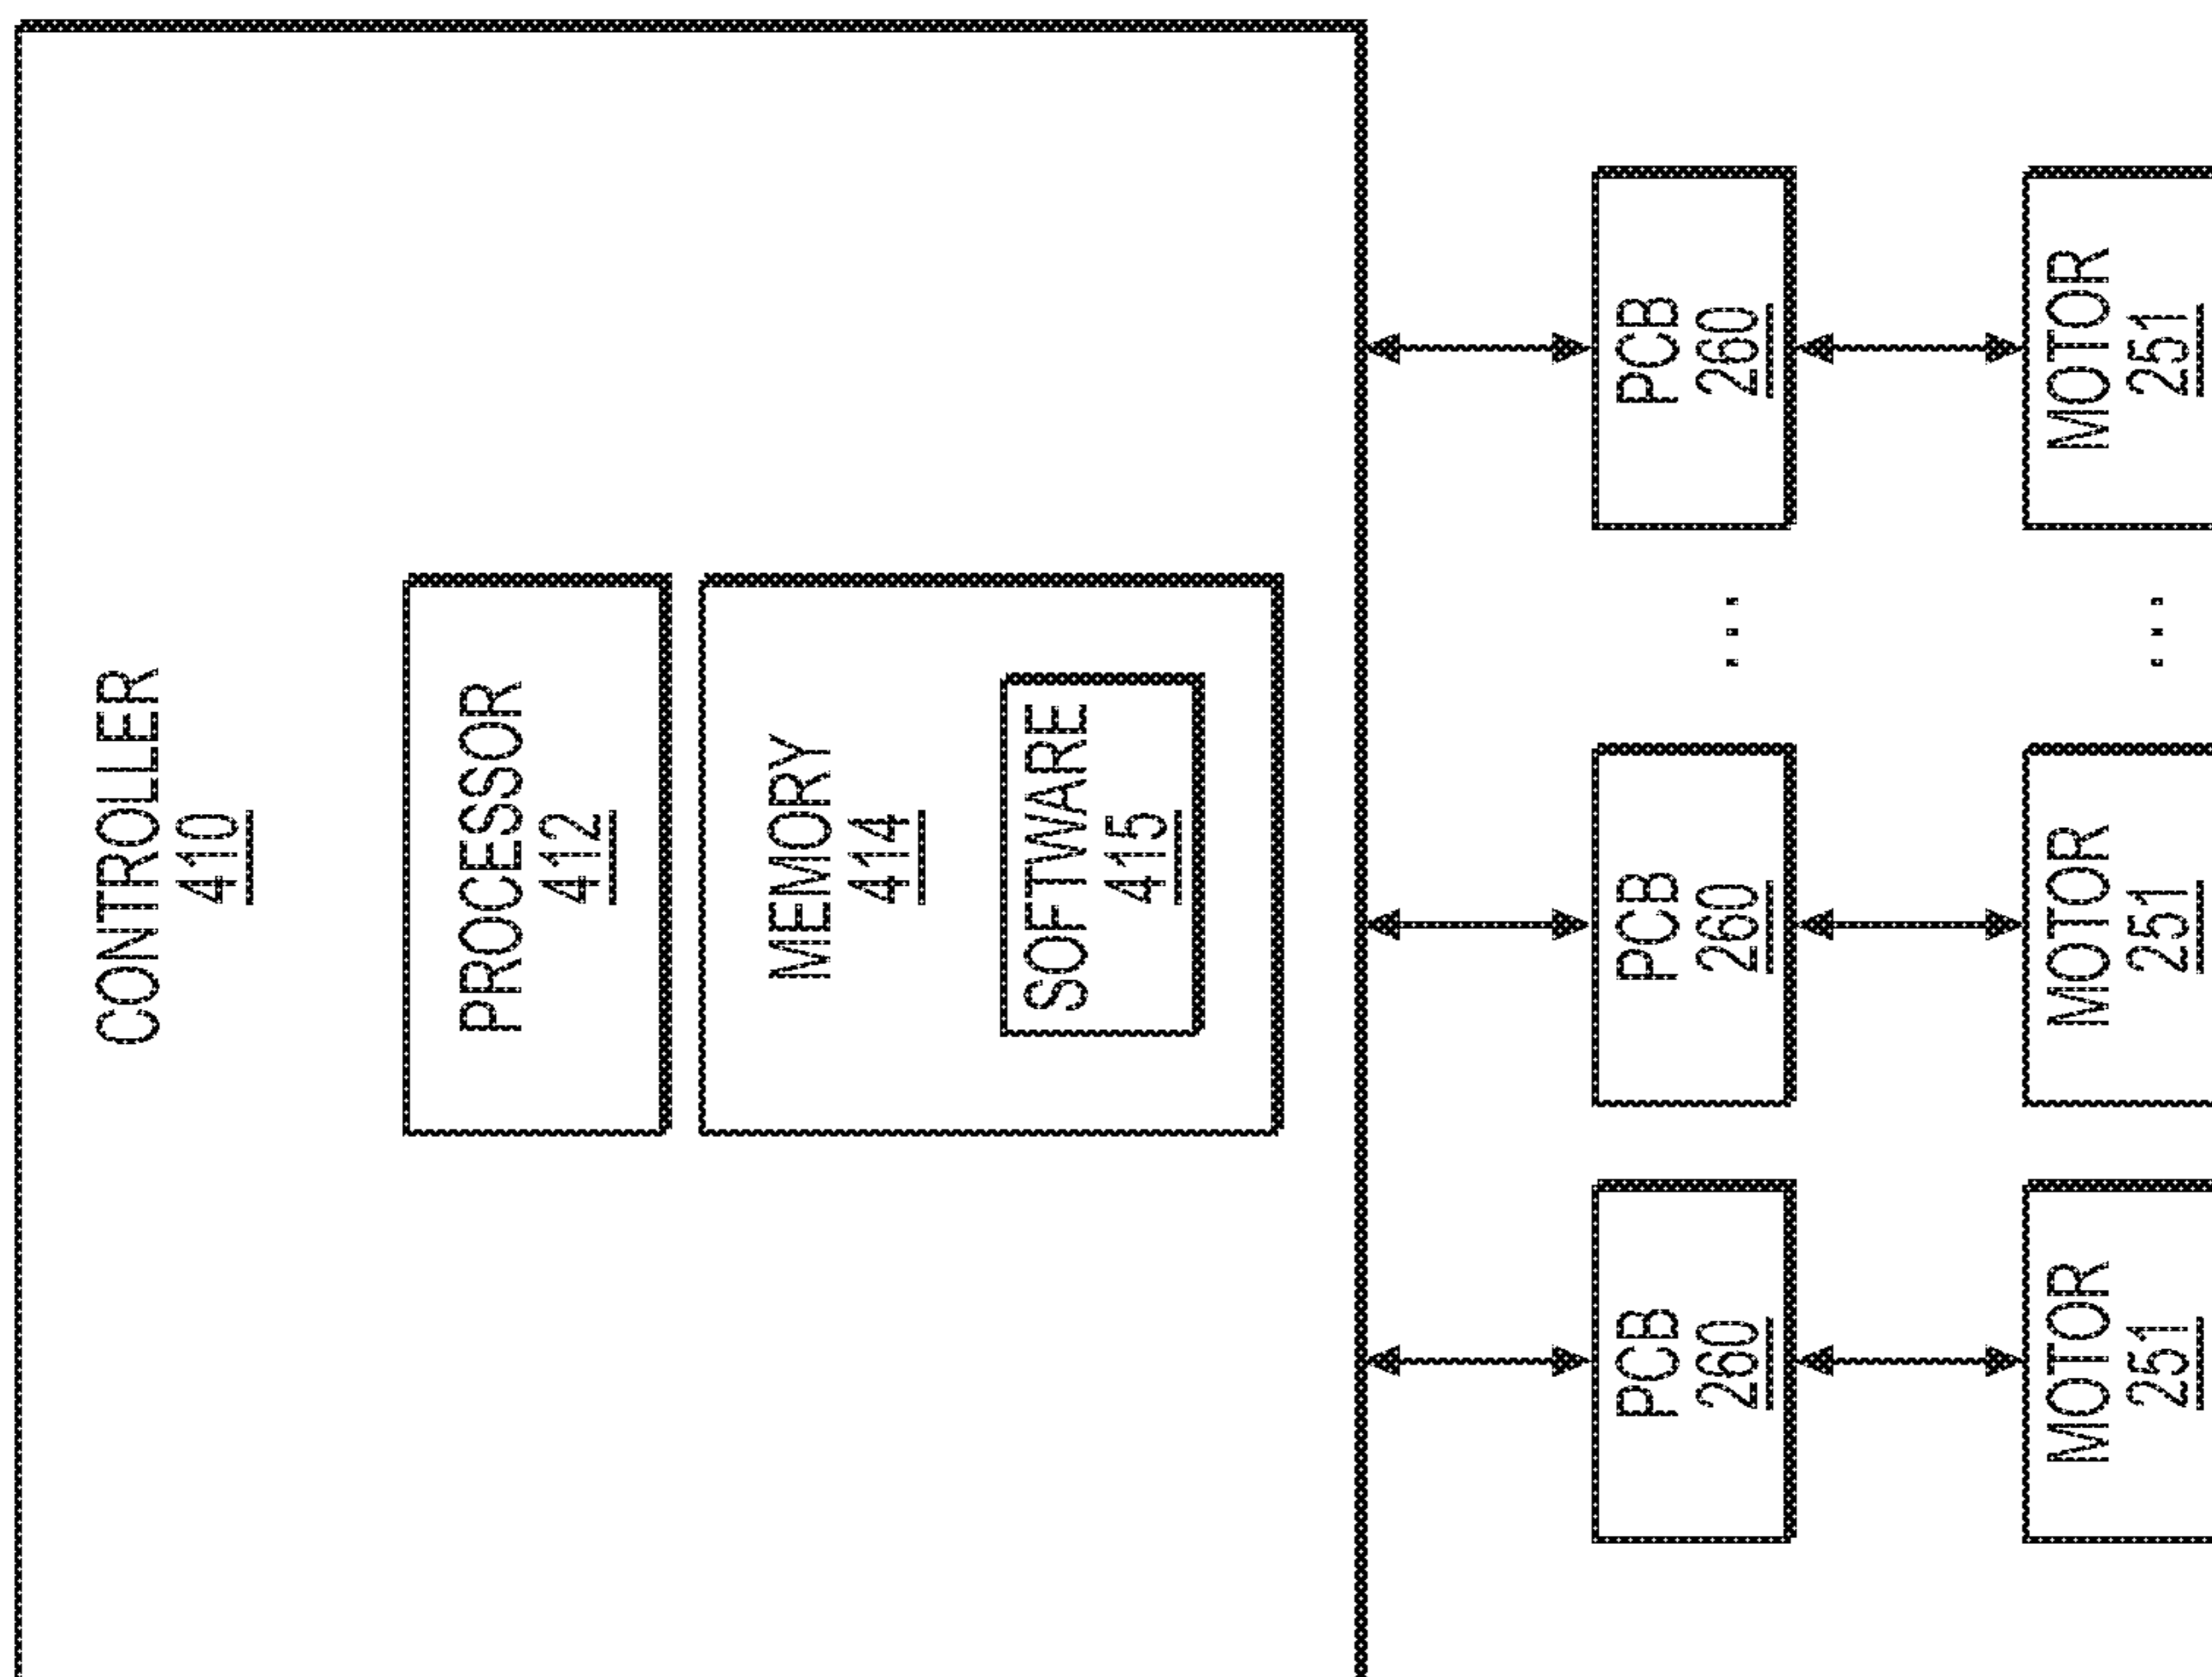 CONTROLLER
410
PROCESSOR
412
MEMORY
414
SOFTWARE
415
PCB
260
PCB
260
...
PCB
260
MOTOR
251
MOTOR
251
...
MOTOR
251